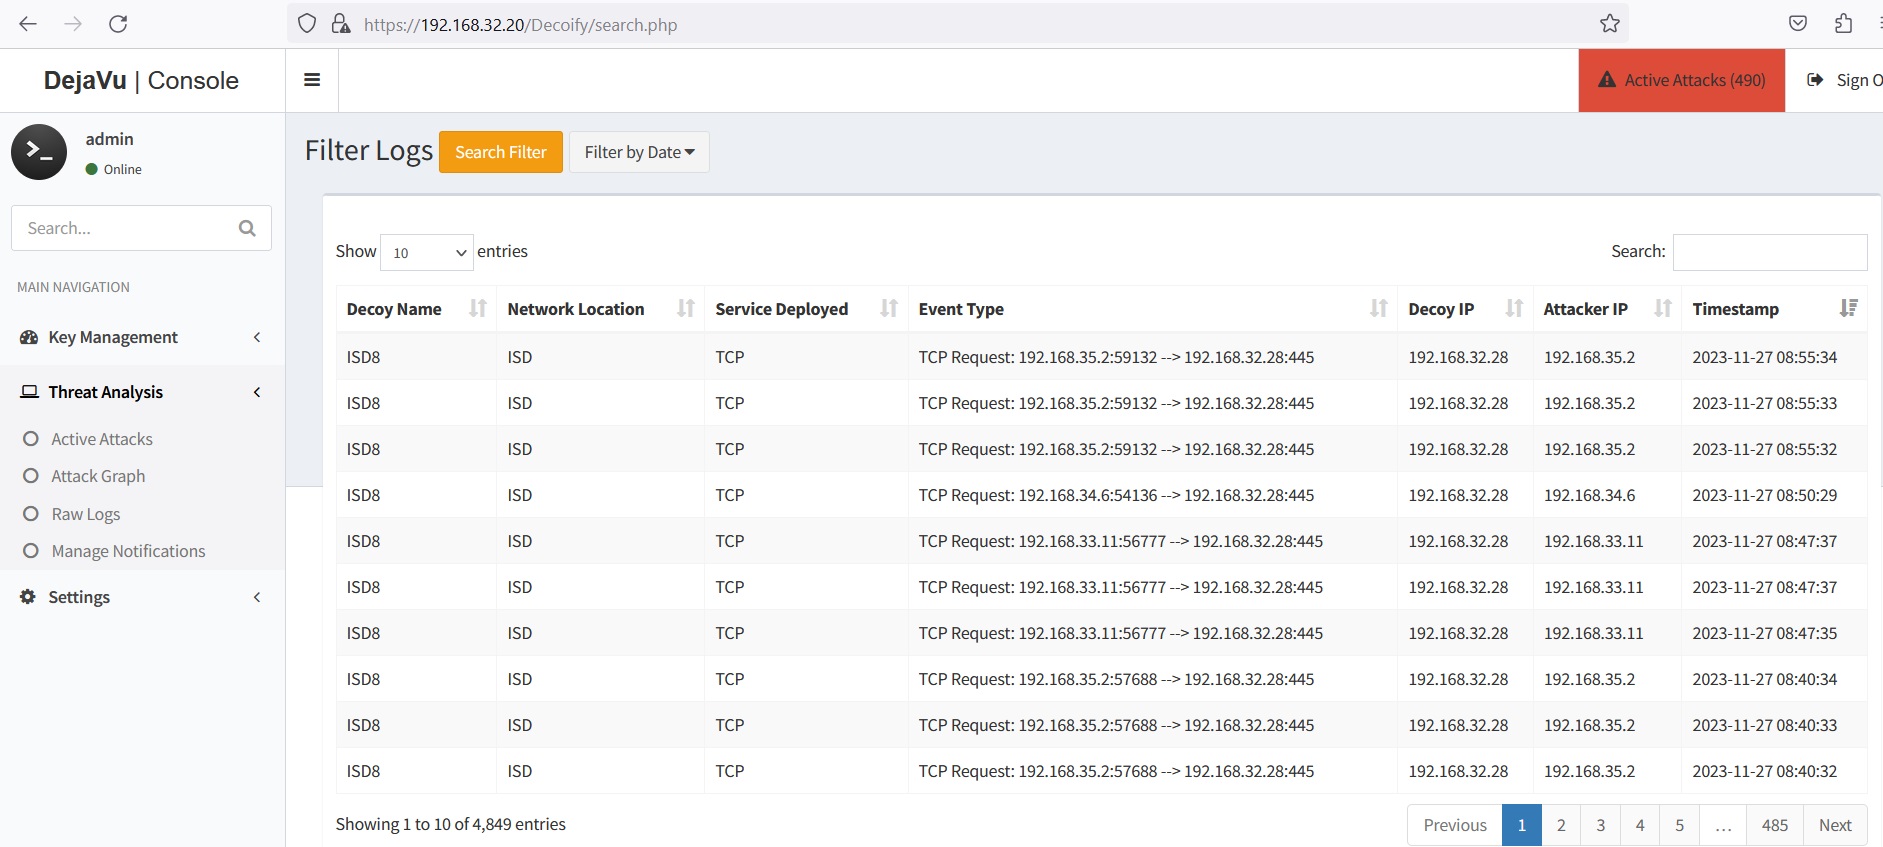 https://192.168.32.20/Decoify/search.php
DejaVu | Console
Active Attacks (490)
Sign O
admin
Online
Search...
MAIN NAVIGATION
Key Management
Threat Analysis
Active Attacks
Attack Graph
Raw Logs
Manage Notifications
Settings
Filter Logs Search Filter Filter by Date
Show 10 entries
Search:
Decoy Name Network Location Service Deployed Event Type Decoy IP Attacker IP Timestamp
ISD8 ISD TCP TCP Request: 192.168.35.2:59132 --> 192.168.32.28:445 192.168.32.28 192.168.35.2 2023-11-27 08:55:34
ISD8 ISD TCP TCP Request: 192.168.35.2:59132 --> 192.168.32.28:445 192.168.32.28 192.168.35.2 2023-11-27 08:55:33
ISD8 ISD TCP TCP Request: 192.168.35.2:59132 --> 192.168.32.28:445 192.168.32.28 192.168.35.2 2023-11-27 08:55:32
ISD8 ISD TCP TCP Request: 192.168.34.6:54136 --> 192.168.32.28:445 192.168.32.28 192.168.34.6 2023-11-27 08:50:29
ISD8 ISD TCP TCP Request: 192.168.33.11:56777 --> 192.168.32.28:445 192.168.32.28 192.168.33.11 2023-11-27 08:47:37
ISD8 ISD TCP TCP Request: 192.168.33.11:56777 --> 192.168.32.28:445 192.168.32.28 192.168.33.11 2023-11-27 08:47:37
ISD8 ISD TCP TCP Request: 192.168.33.11:56777 --> 192.168.32.28:445 192.168.32.28 192.168.33.11 2023-11-27 08:47:35
ISD8 ISD TCP TCP Request: 192.168.35.2:57688 --> 192.168.32.28:445 192.168.32.28 192.168.35.2 2023-11-27 08:40:34
ISD8 ISD TCP TCP Request: 192.168.35.2:57688 --> 192.168.32.28:445 192.168.32.28 192.168.35.2 2023-11-27 08:40:33
ISD8 ISD TCP TCP Request: 192.168.35.2:57688 --> 192.168.32.28:445 192.168.32.28 192.168.35.2 2023-11-27 08:40:32
Showing 1 to 10 of 4,849 entries
Previous 1 2 3 4 5 … 485 Next